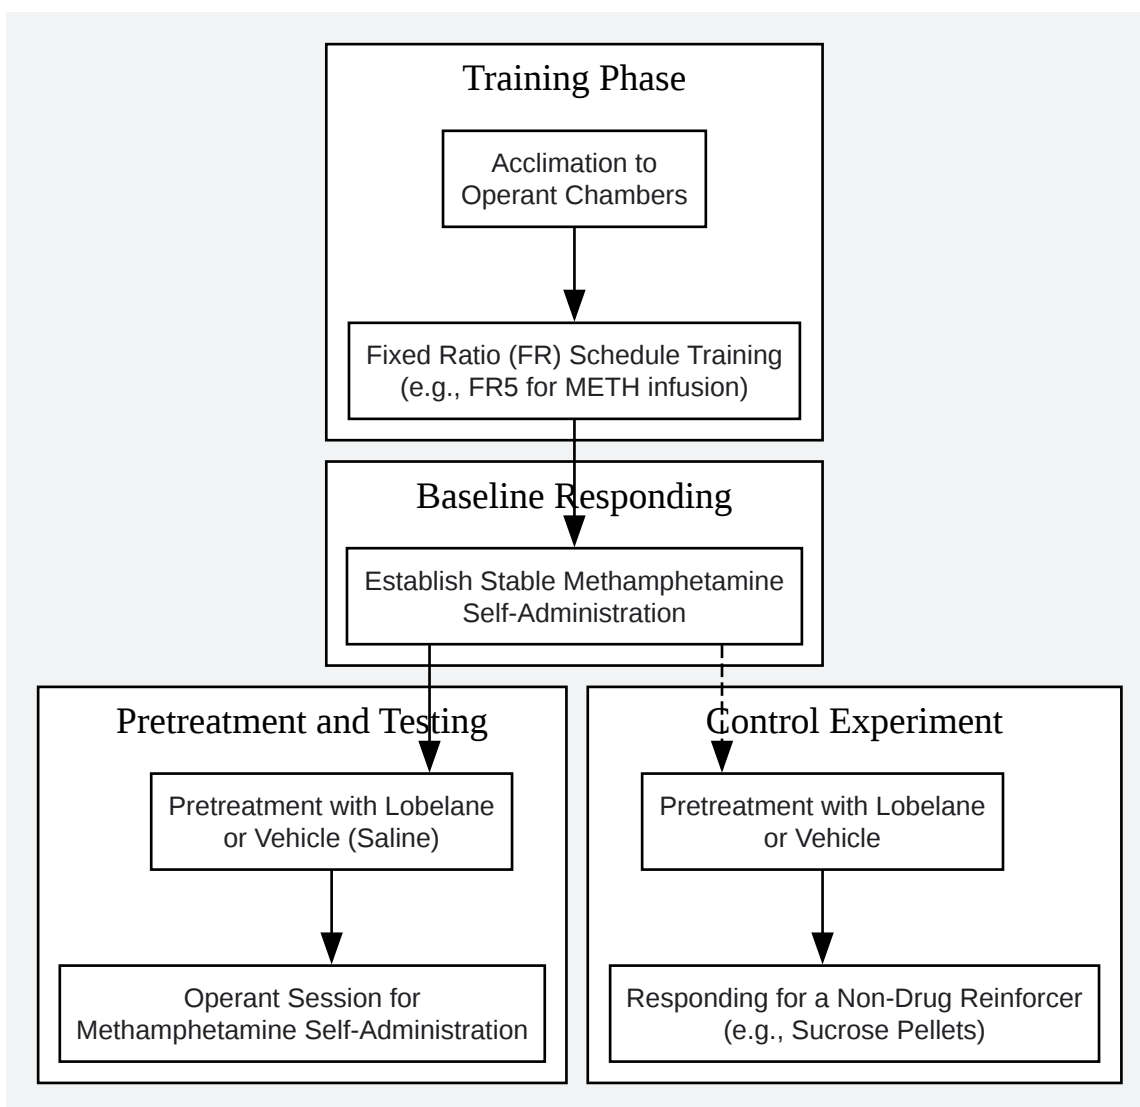 Training Phase
Acclimation to
Operant Chambers
Fixed Ratio (FR) Schedule Training
(e.g., FR5 for METH infusion)
Baseline Responding
Establish Stable Methamphetamine
Self-Administration
Pretreatment and Testing
Pretreatment with Lobelane
or Vehicle (Saline)
Operant Session for
Methamphetamine Self-Administration
Control Experiment
Pretreatment with Lobelane
or Vehicle
Responding for a Non-Drug Reinforcer
(e.g., Sucrose Pellets)